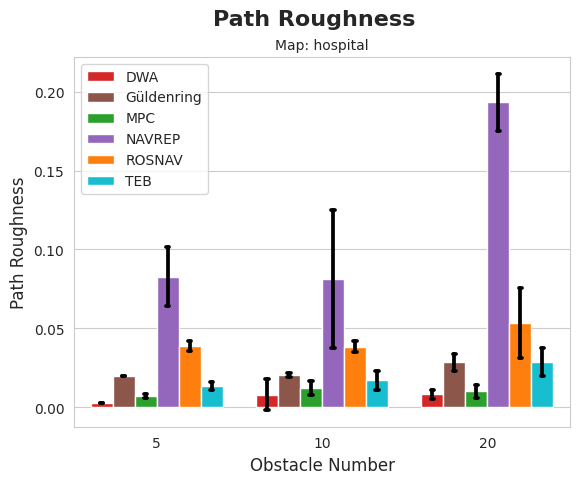 Path Roughness
Map: hospital
DWA
Güldenring
MPC
NAVREP
ROSNAV
TEB
Path Roughness
0.20
0.15
0.10
0.05
0.00
5 10 20
Obstacle Number